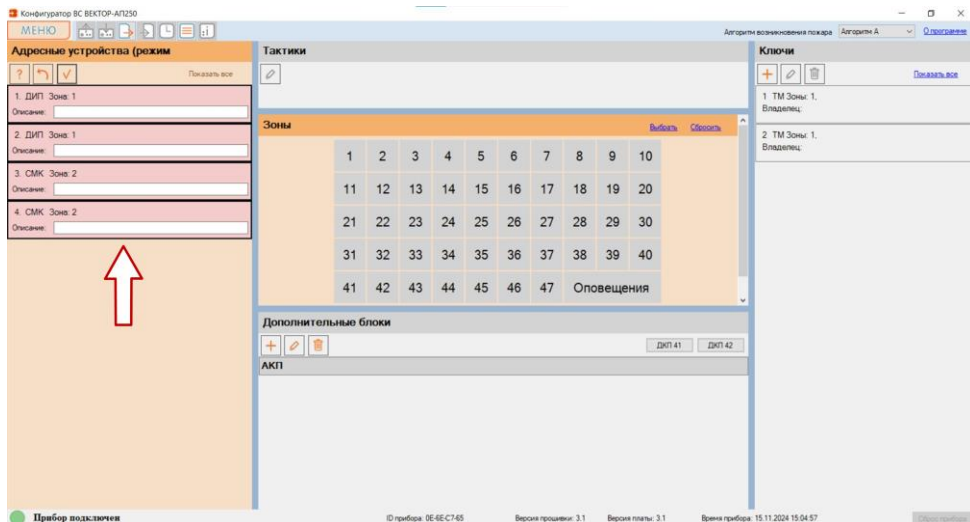 Конфигуратор ВС ВЕКТОР-АП250
МЕНЮ
Алгоритм возникновения пожара Алгоритм А О программе
Адресные устройства (режим
Показать все
1. ДИП Зона: 1
Описание:
2. ДИП Зона: 1
Описание:
3. СМК Зона: 2
Описание:
4. СМК Зона: 2
Описание:
Тактики
Зоны Выбрать Сбросить
1 2 3 4 5 6 7 8 9 10
11 12 13 14 15 16 17 18 19 20
21 22 23 24 25 26 27 28 29 30
31 32 33 34 35 36 37 38 39 40
41 42 43 44 45 46 47 Оповещения
Дополнительные блоки
ДКП 41 ДКП 42
АКП
Ключи
Показать все
1 ТМ Зоны: 1,
Владелец:
2 ТМ Зоны: 1,
Владелец:
Прибор подключен ID прибора: 0E-6E-C7-65 Версия прошивки: 3.1 Версия платы: 3.1 Время прибора: 15.11.2024 15:04:57 Сброс прибора